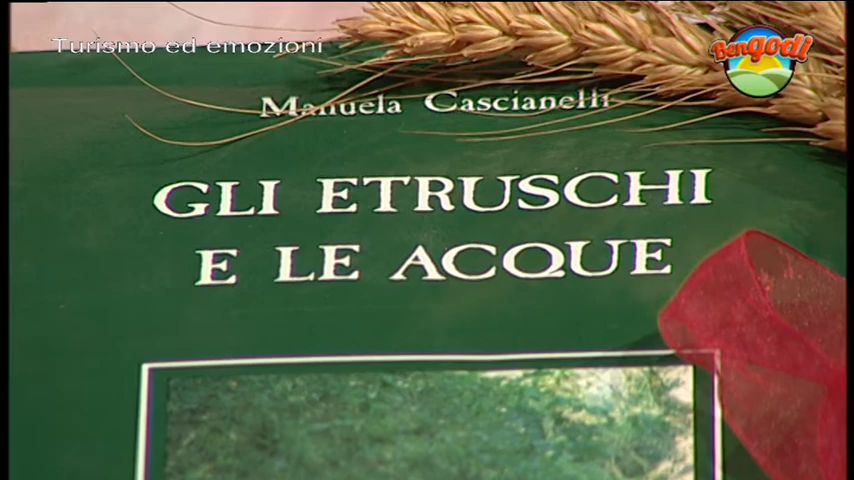 Turismo ed emozioni
Bengodi
Manuela Cascianelli
GLI ETRUSCHI
E LE ACQUE